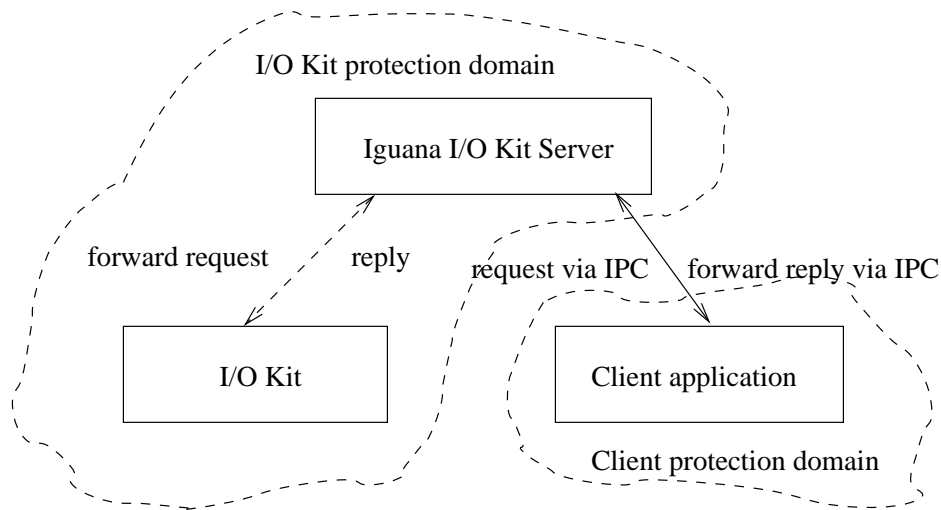 I/O Kit protection domain
Iguana I/O Kit Server
forward request
reply
request via IPC
forward reply via IPC
I/O Kit
Client application
Client protection domain